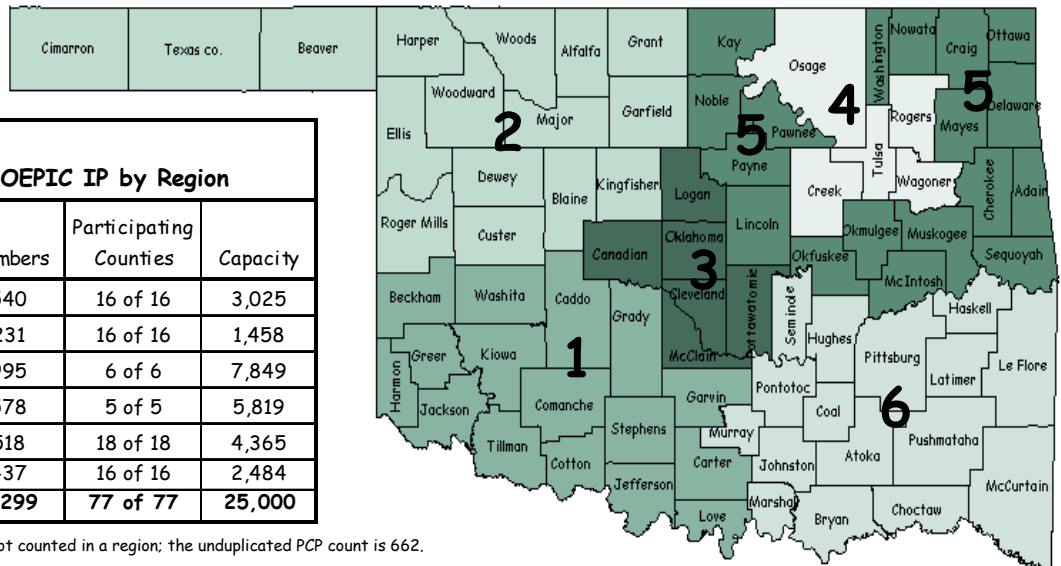 Cimarron Texas co. Beaver Harper Woods Alfalfa Grant Kay Osage Washington Nowata Craig Ottawa
Woodward Major Garfield Noble Pawnee Rogers Mayes Delaware
Ellis 2 5 4 5
OEPIC IP by Region
Dewey Blaine Kingfisher Logan Payne Creek Tulsa Wagoner Cherokee Adair
Participating
Counties Capacity
Roger Mills Custer Canadian Oklahoma Lincoln Okfuskee Okmulgee Muskogee Sequoyah
3
16 of 16 3,025
16 of 16 1,458
6 of 6 7,849
5 of 5 5,819
18 of 18 4,365
16 of 16 2,484
299 77 of 77 25,000
Beckham Washita Caddo Grady Cleveland Pottawatomie Seminole Hughes McIntosh Haskell
Harmon Greer Kiowa 1 McClain Pittsburg Latimer Le Flore
Jackson Comanche Garvin Pontotoc Coal 6
Tillman Cotton Stephens Murray Atoka Pushmataha
Jefferson Carter Johnston McCurtain
Love Marshal Bryan Choctaw
ot counted in a region; the unduplicated PCP count is 662.